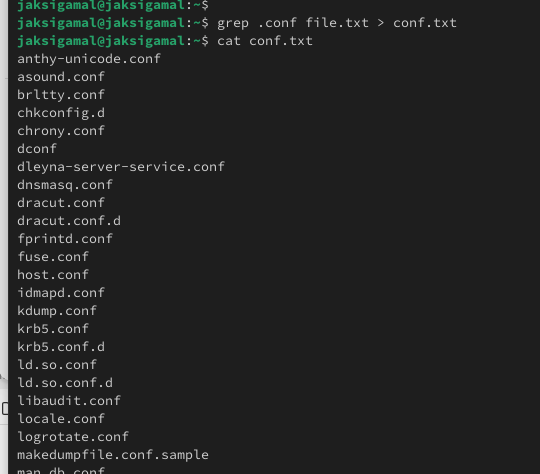 jaksigamal@jaksigamal:~$
jaksigamal@jaksigamal:~$ grep .conf file.txt > conf.txt
jaksigamal@jaksigamal:~$ cat conf.txt
anthy-unicode.conf
asound.conf
brltty.conf
chkconfig.d
chrony.conf
dconf
dleyna-server-service.conf
dnsmasq.conf
dracut.conf
dracut.conf.d
fprintd.conf
fuse.conf
host.conf
idmapd.conf
kdump.conf
krb5.conf
krb5.conf.d
ld.so.conf
ld.so.conf.d
libaudit.conf
locale.conf
logrotate.conf
makedumpfile.conf.sample
man_db.conf